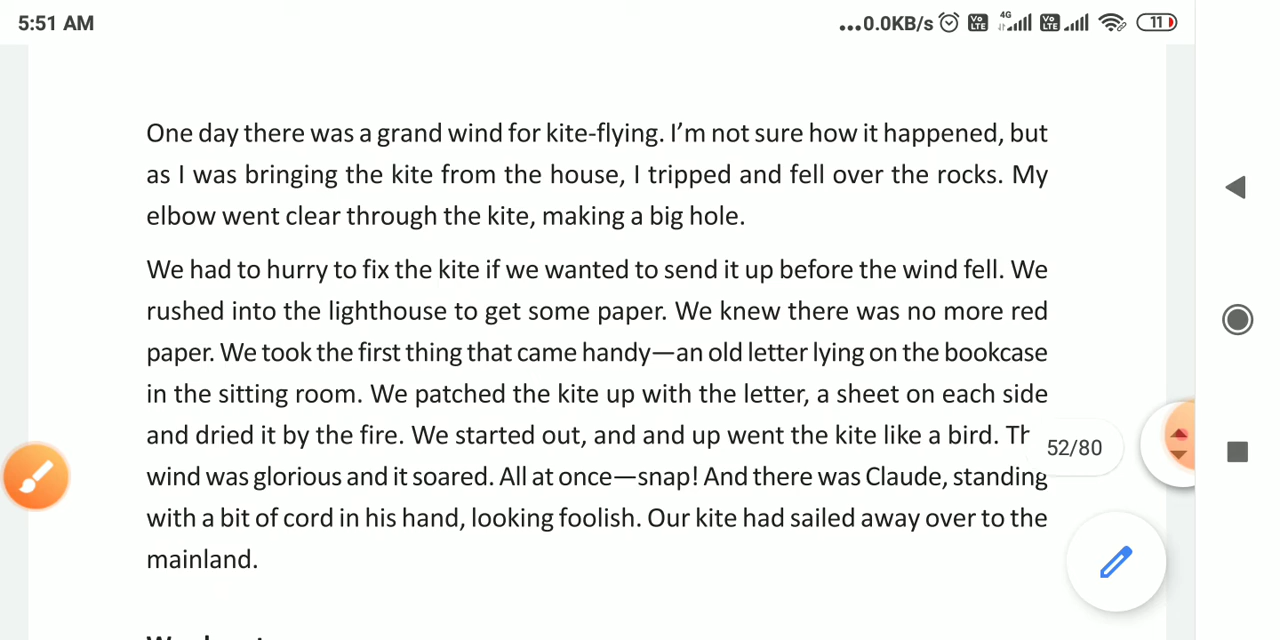 5:51 AM
...0.0KB/s Vo LTE 4G Vo LTE 11
One day there was a grand wind for kite-flying. I’m not sure how it happened, but
as I was bringing the kite from the house, I tripped and fell over the rocks. My
elbow went clear through the kite, making a big hole.
We had to hurry to fix the kite if we wanted to send it up before the wind fell. We
rushed into the lighthouse to get some paper. We knew there was no more red
paper. We took the first thing that came handy—an old letter lying on the bookcase
in the sitting room. We patched the kite up with the letter, a sheet on each side
and dried it by the fire. We started out, and and up went the kite like a bird. Th
52/80
wind was glorious and it soared. All at once—snap! And there was Claude, standing
with a bit of cord in his hand, looking foolish. Our kite had sailed away over to the
mainland.